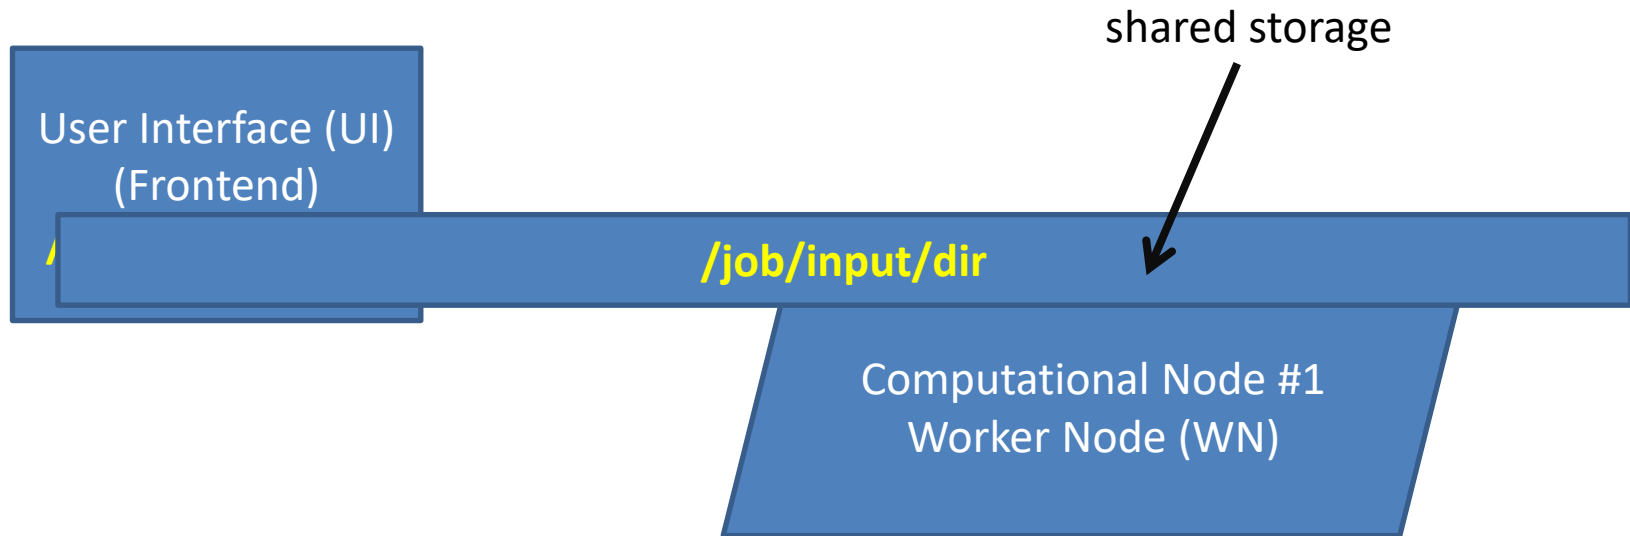 shared storage
User Interface (UI)
(Frontend)
/
/job/input/dir
Computational Node #1
Worker Node (WN)